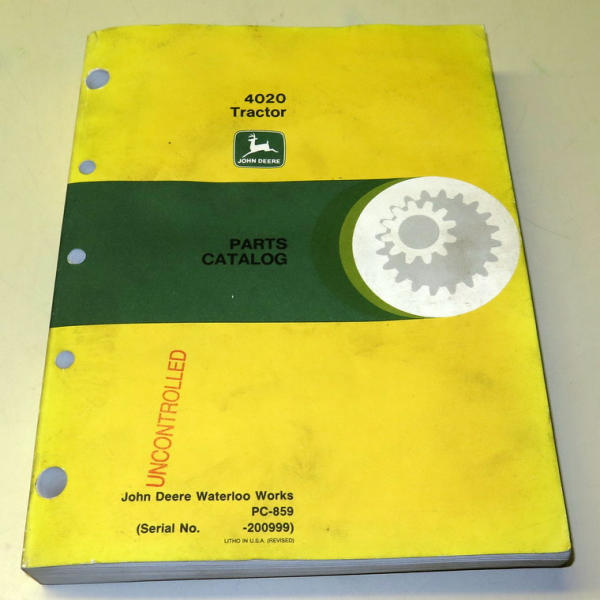 4020
Tractor
JOHN DEERE
PARTS
CATALOG
UNCONTROLLED
John Deere Waterloo Works
PC-859
(Serial No. -200999)
LITHO IN U.S.A. (REVISED)